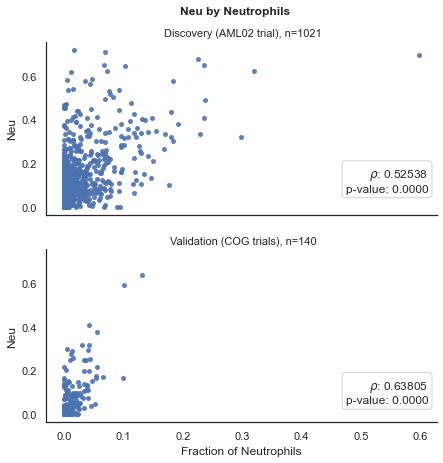 Neu by Neutrophils
Discovery (AML02 trial), n=1021
0.6
0.4
0.2
0.0
Neu
ρ: 0.52538
p-value: 0.0000
Validation (COG trials), n=140
0.6
0.4
0.2
0.0
Neu
ρ: 0.63805
p-value: 0.0000
0.0 0.1 0.2 0.3 0.4 0.5 0.6
Fraction of Neutrophils